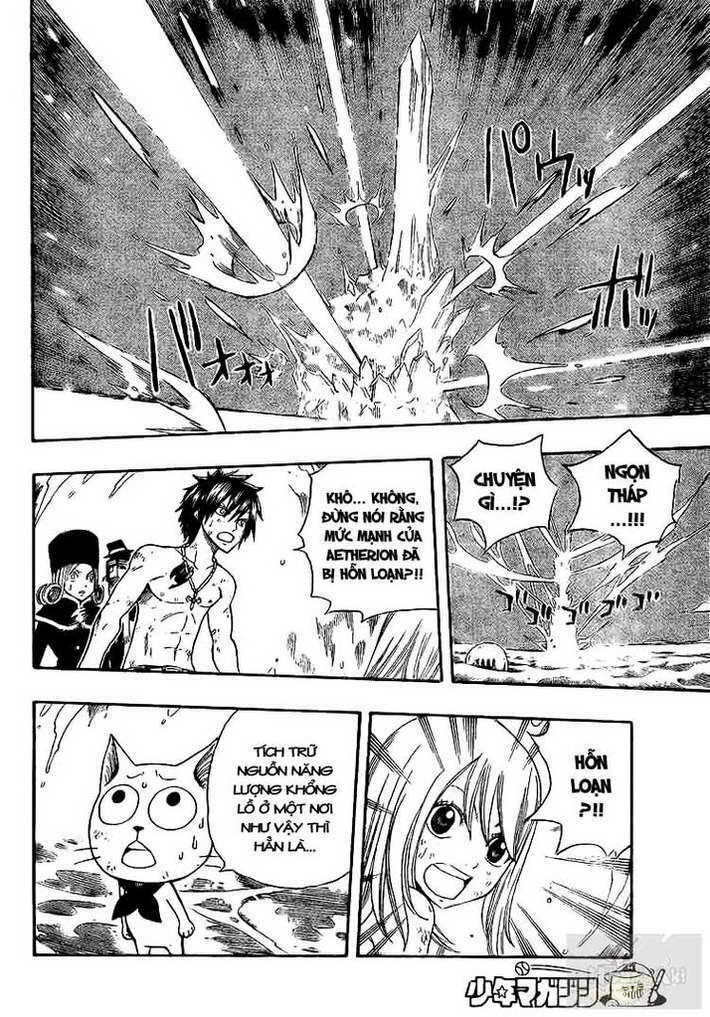 パウッ
ボッ
バオオオ…
NGỌN
THÁP
...!!!
CHUYỆN
GÌ...!?
ゴゴゴゴゴ
KHÔ... KHÔNG,
ĐỪNG NÓI RẰNG
MỨC MẠNH CỦA
AETHERION ĐÃ
BỊ HỖN LOẠN?!!
HỖN
LOẠN
?!!
TÍCH TRỮ
NGUỒN NĂNG
LƯỢNG KHỔNG
LỒ Ở MỘT NƠI
NHƯ VẬY THÌ
HẲN LÀ...
少年マガジン